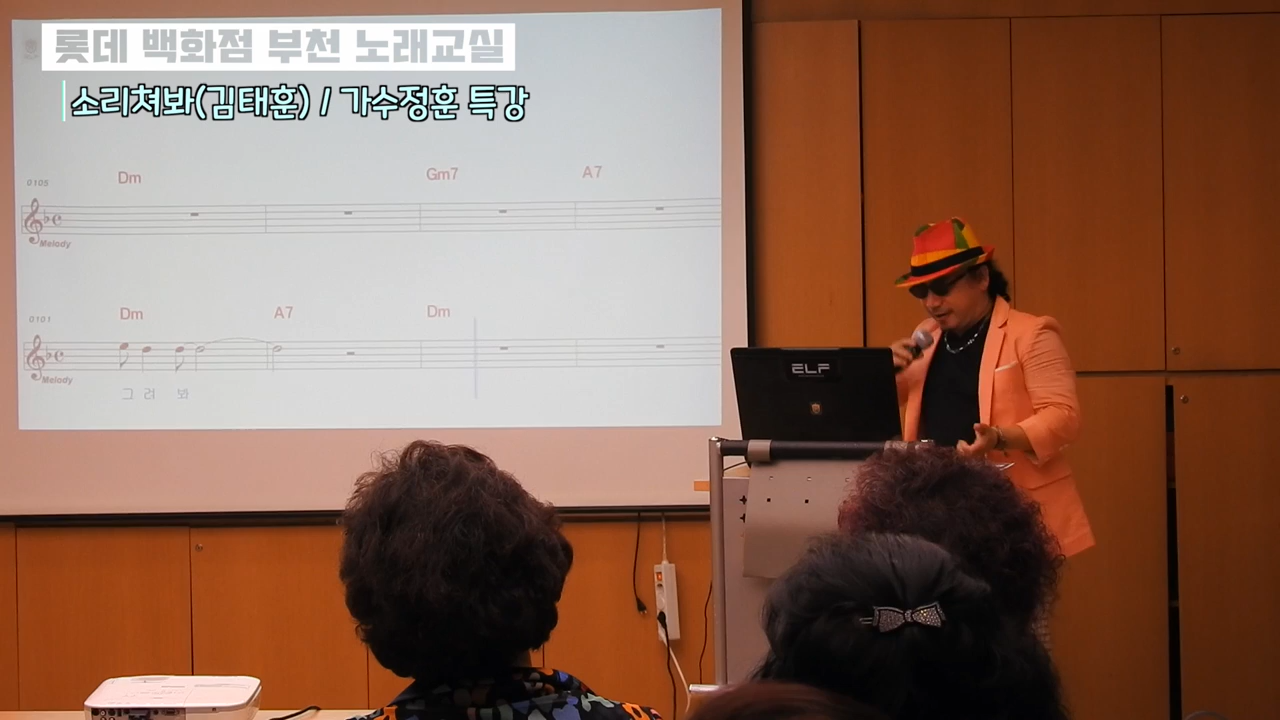 롯데 백화점 부천 노래교실
소리쳐봐(김태훈) / 가수정훈 특강
Dm Gm7 A7
0105
Melody
Dm A7 Dm
0101
Melody
그 려 봐
ELF